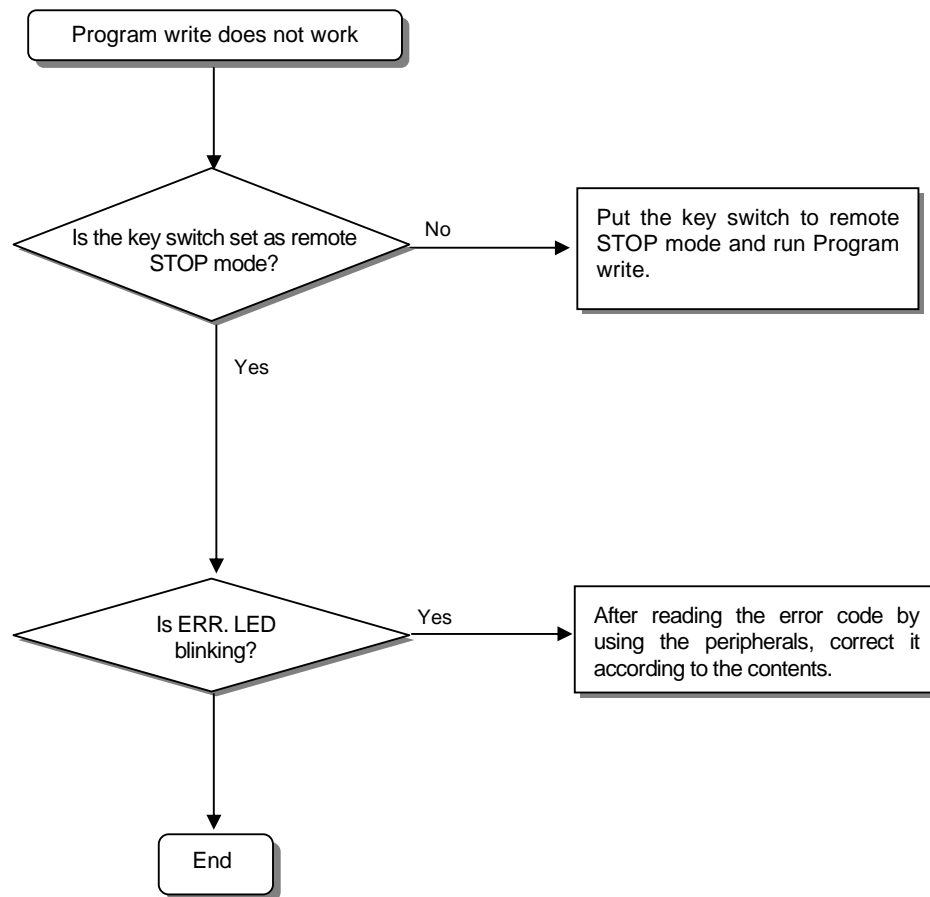 Program write does not work
Is the key switch set as remote
STOP mode?
No
Put the key switch to remote
STOP mode and run Program
write.
Yes
Is ERR. LED
blinking?
Yes
After reading the error code by
using the peripherals, correct it
according to the contents.
End